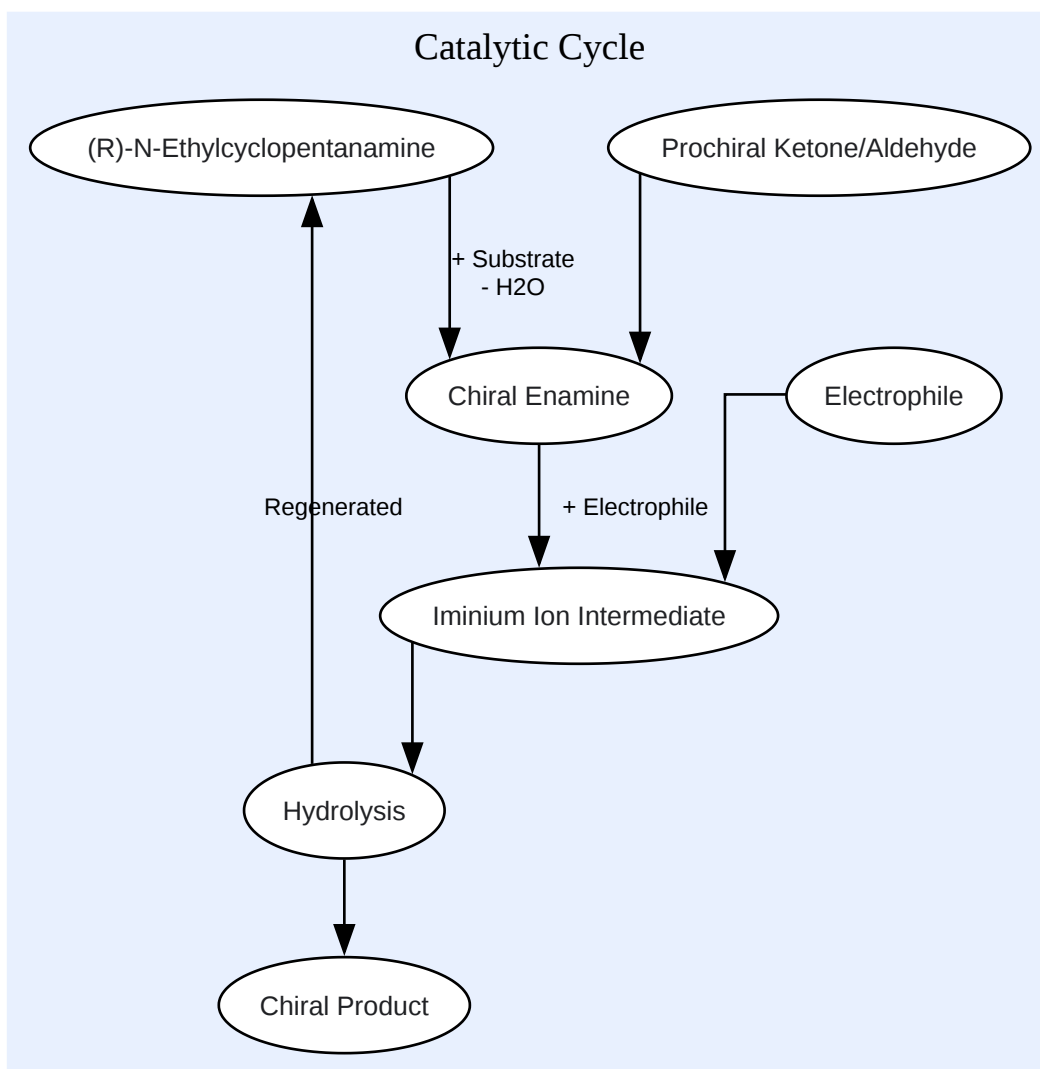 Catalytic Cycle
(R)-N-Ethylcyclopentanamine
Prochiral Ketone/Aldehyde
+ Substrate
- H2O
Chiral Enamine
Electrophile
Regenerated
+ Electrophile
Iminium Ion Intermediate
Hydrolysis
Chiral Product